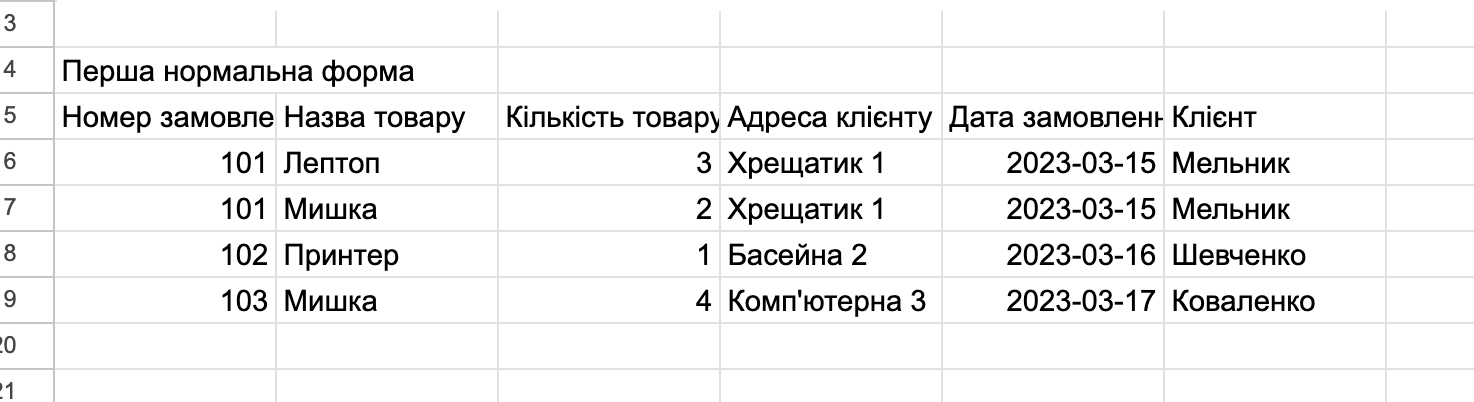 3
4 Перша нормальна форма
5 Номер замовле Назва товару Кількість товару Адреса клієнту Дата замовленн Клієнт
6 101 Лептоп 3 Хрещатик 1 2023-03-15 Мельник
7 101 Мишка 2 Хрещатик 1 2023-03-15 Мельник
8 102 Принтер 1 Басейна 2 2023-03-16 Шевченко
9 103 Мишка 4 Комп'ютерна 3 2023-03-17 Коваленко
20
21